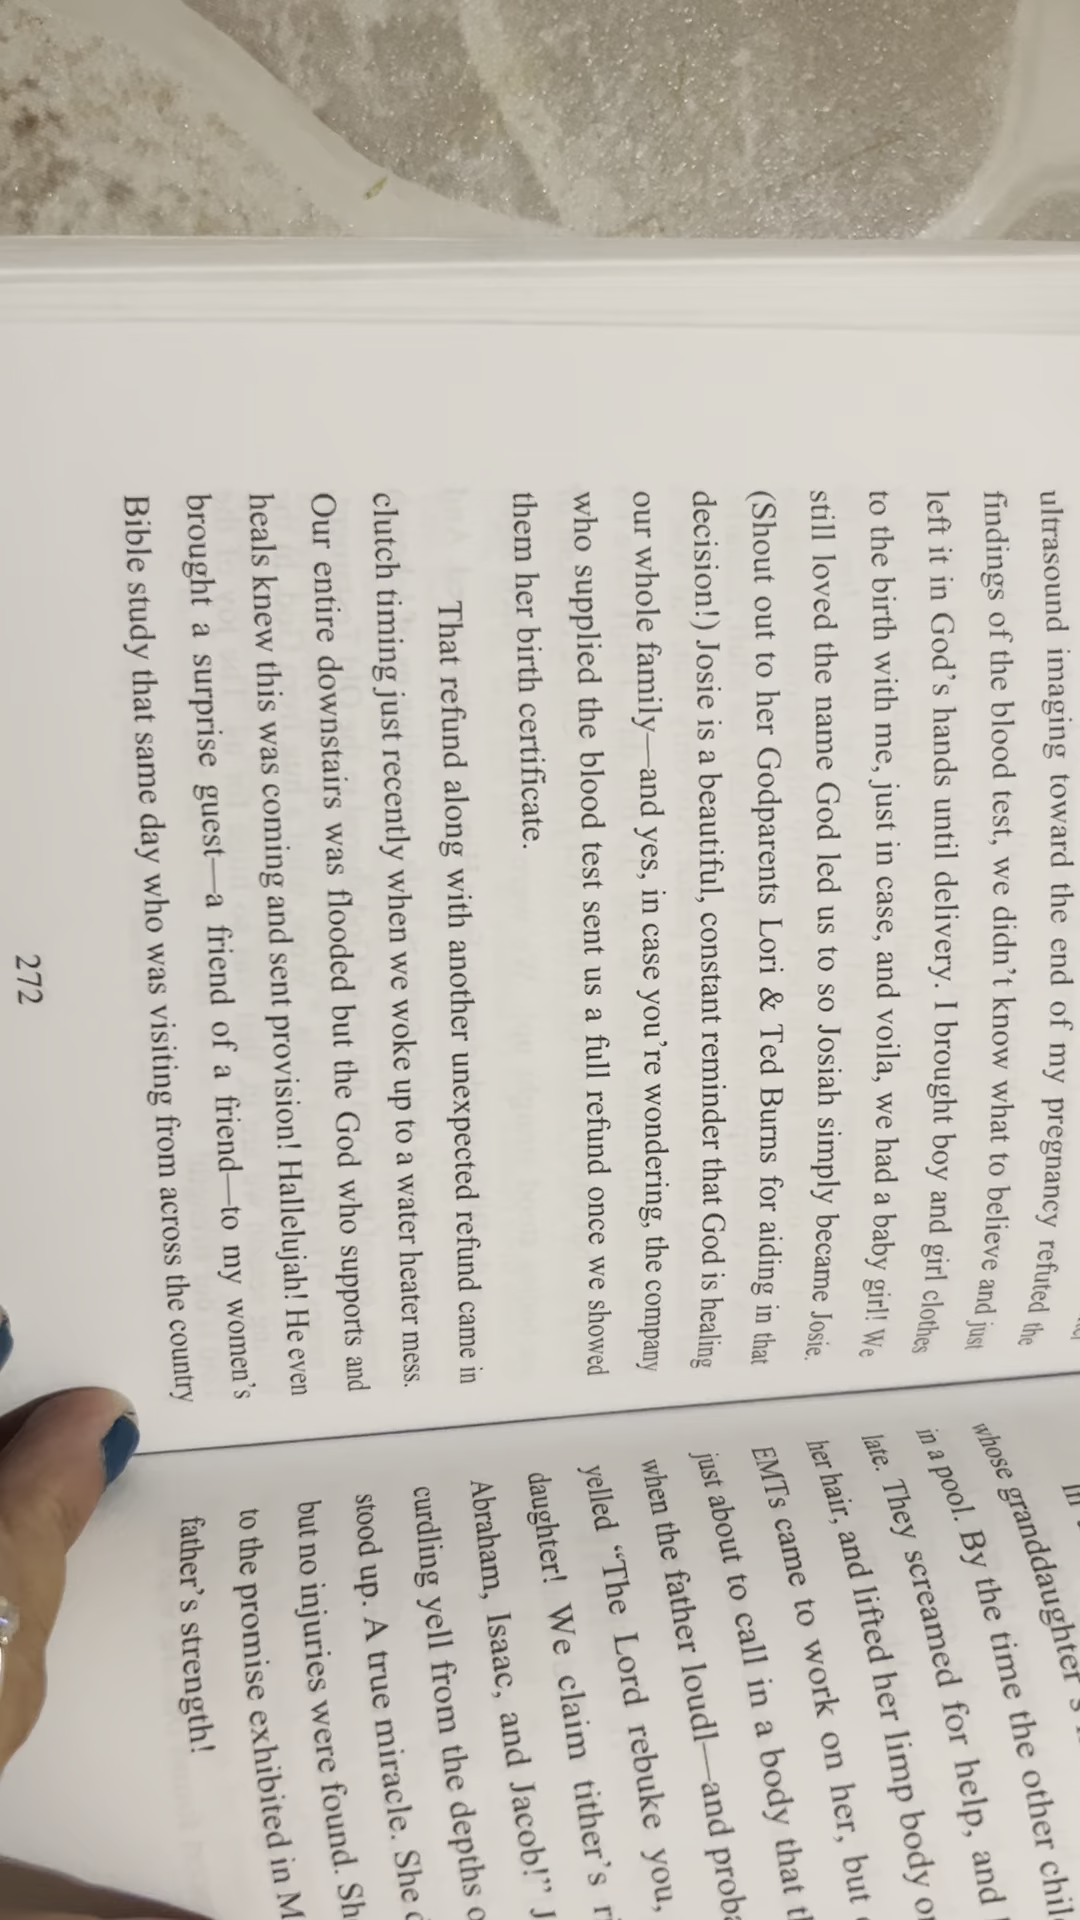 ultrasound imaging toward the end of my pregnancy refuted the
findings of the blood test, we didn't know what to believe and just
left it in God's hands until delivery. I brought boy and girl clothes
to the birth with me, just in case, and voila, we had a baby girl! We
still loved the name God led us to so Josiah simply became Josie.
(Shout out to her Godparents Lori & Ted Burns for aiding in that
decision!) Josie is a beautiful, constant reminder that God is healing
our whole family—and yes, in case you're wondering, the company
who supplied the blood test sent us a full refund once we showed
them her birth certificate.
That refund along with another unexpected refund came in
clutch timing just recently when we woke up to a water heater mess.
Our entire downstairs was flooded but the God who supports and
heals knew this was coming and sent provision! Hallelujah! He even
brought a surprise guest—a friend of a friend—to my women's
Bible study that same day who was visiting from across the country
272
whose granddaughter's
in a pool. By the time the other
late. They screamed for help, and
her hair, and lifted her limp body
EMTs came to work on her, but
just about to call in a body that
when the father loudl—and
yelled "The Lord rebuke you,
daughter! We claim tither's
Abraham, Isaac, and Jacob!"
curdling yell from the depths
stood up. A true miracle. She
but no injuries were found.
to the promise exhibited in
father's strength!